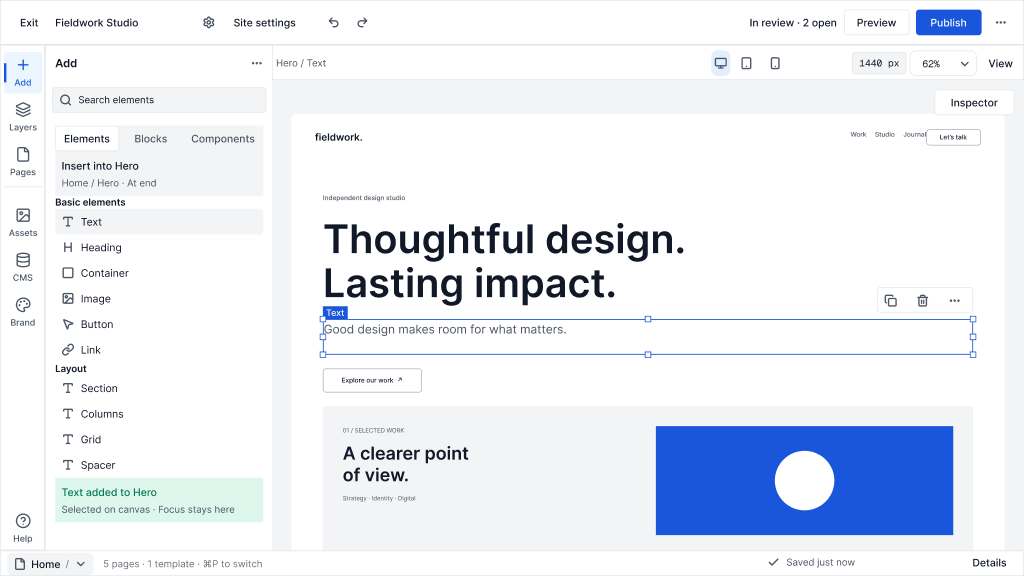 Exit
Fieldwork Studio
Site settings
In review · 2 open
Preview
Publish
Add
Layers
Pages
Assets
CMS
Brand
Help
Add
Search elements
Elements
Blocks
Components
Insert into Hero
Home / Hero · At end
Basic elements
Text
Heading
Container
Image
Button
Link
Layout
Section
Columns
Grid
Spacer
Text added to Hero
Selected on canvas · Focus stays here
Hero / Text
1440 px
62%
View
Inspector
fieldwork.
Work
Studio
Journal
Let's talk
Independent design studio
Thoughtful design.
Lasting impact.
Text
Good design makes room for what matters.
Explore our work ↗
01 / SELECTED WORK
A clearer point
of view.
Strategy · Identity · Digital
Home /
5 pages · 1 template · ⌘P to switch
Saved just now
Details